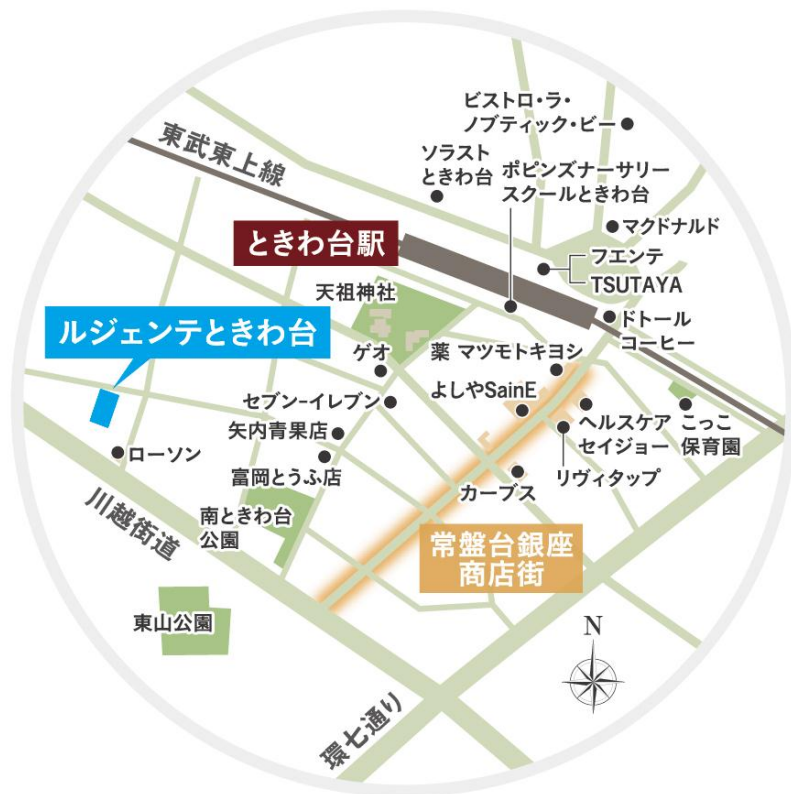 ビストロ・ラ・
ノブティック・ビー
東武東上線
ソラスト
ときわ台
ポピンズナーサリー
スクールときわ台
マクドナルド
ときわ台駅
フエンテ
TSUTAYA
天祖神社
ドトール
コーヒー
ルジェンテときわ台
ゲオ
薬 マツモトキヨシ
よしやSainE
セブン-イレブン
ヘルスケア
セイジョー
こっこ
保育園
矢内青果店
ローソン
富岡とうふ店
リヴィタップ
カーブス
川越街道
南ときわ台
公園
常盤台銀座
商店街
東山公園
N
環七通り